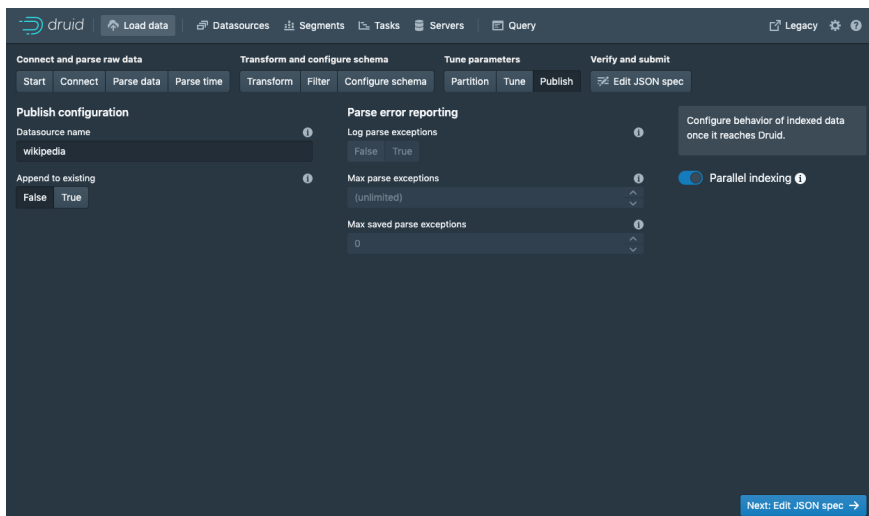 druid Load data Datasources Segments Tasks Servers Query Legacy
Connect and parse raw data Transform and configure schema Tune parameters Verify and submit
Start Connect Parse data Parse time Transform Filter Configure schema Partition Tune Publish Edit JSON spec
Publish configuration
Datasource name
wikipedia
Append to existing
False True
Parse error reporting
Log parse exceptions
False True
Max parse exceptions
(unlimited)
Max saved parse exceptions
0
Configure behavior of indexed data
once it reaches Druid.
Parallel indexing
Next: Edit JSON spec